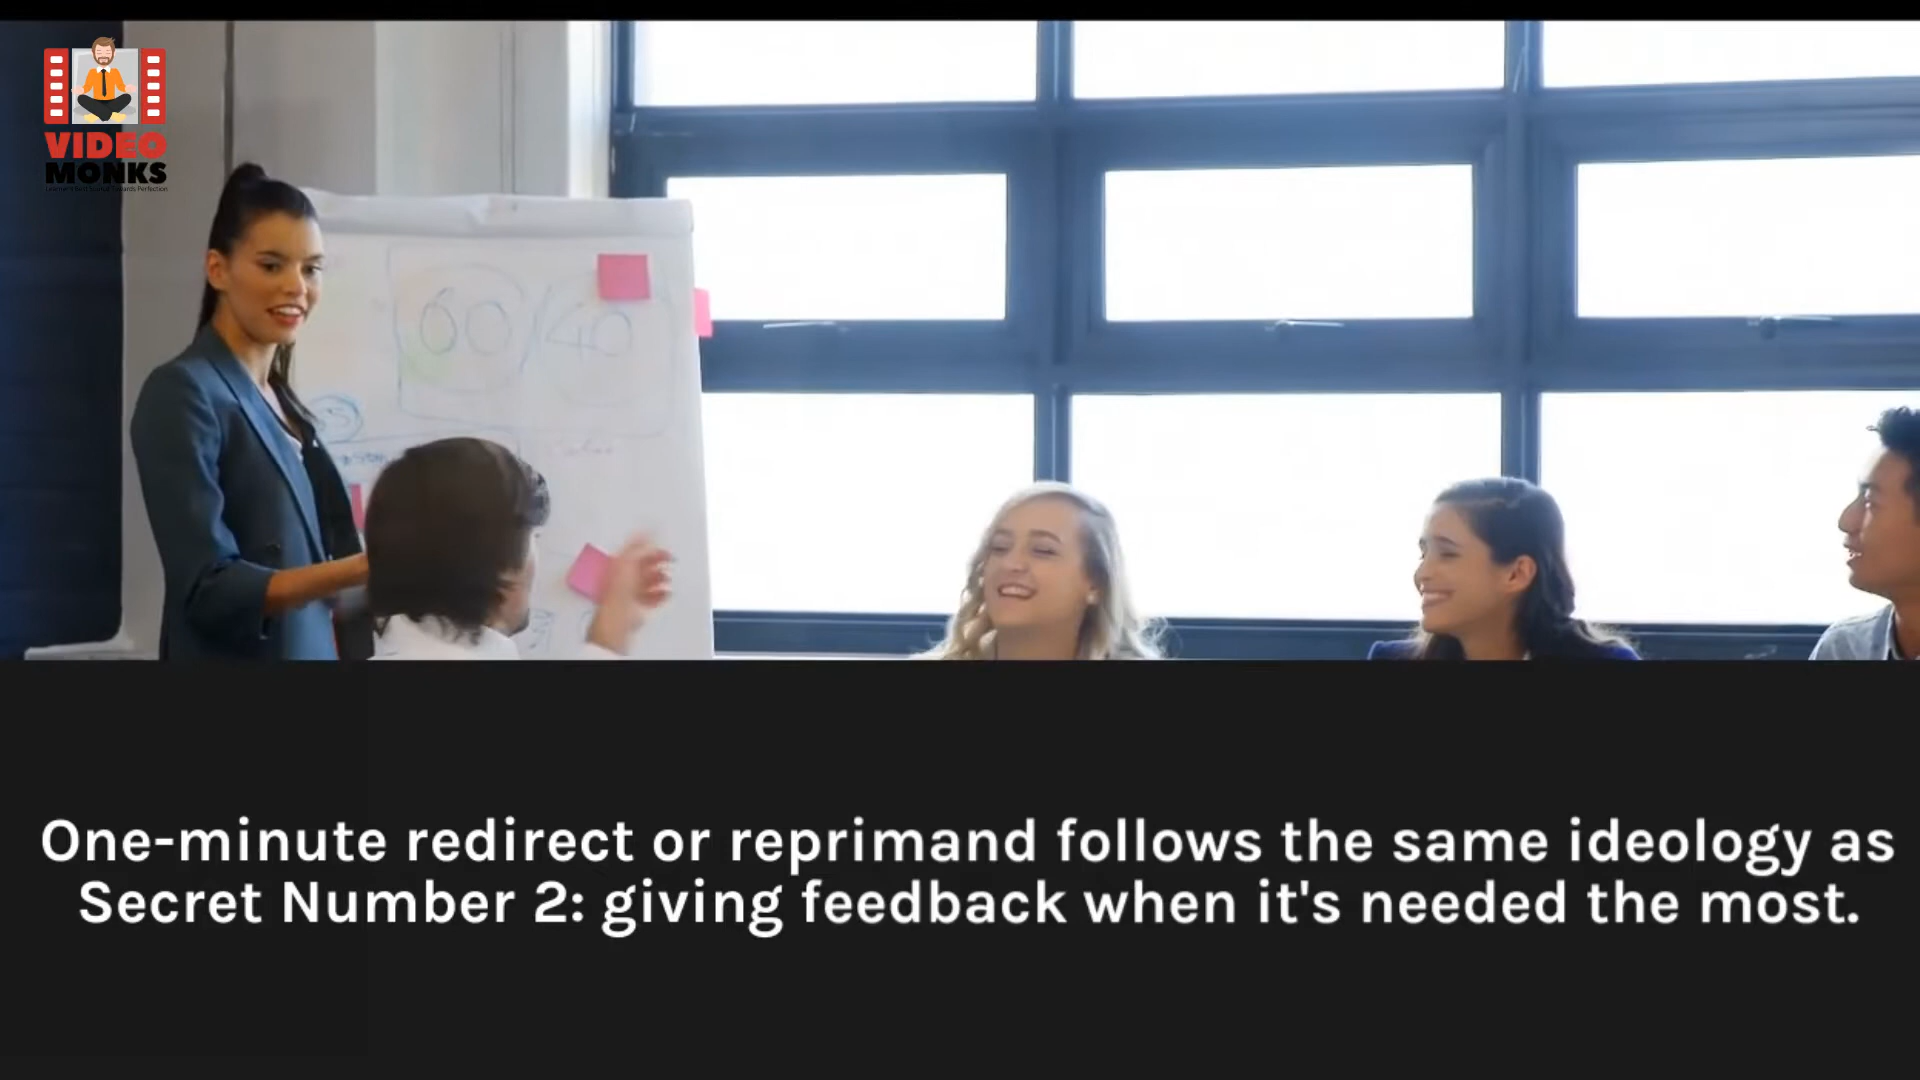 VIDEO
MONKS
60/40
One-minute redirect or reprimand follows the same ideology as
Secret Number 2: giving feedback when it's needed the most.